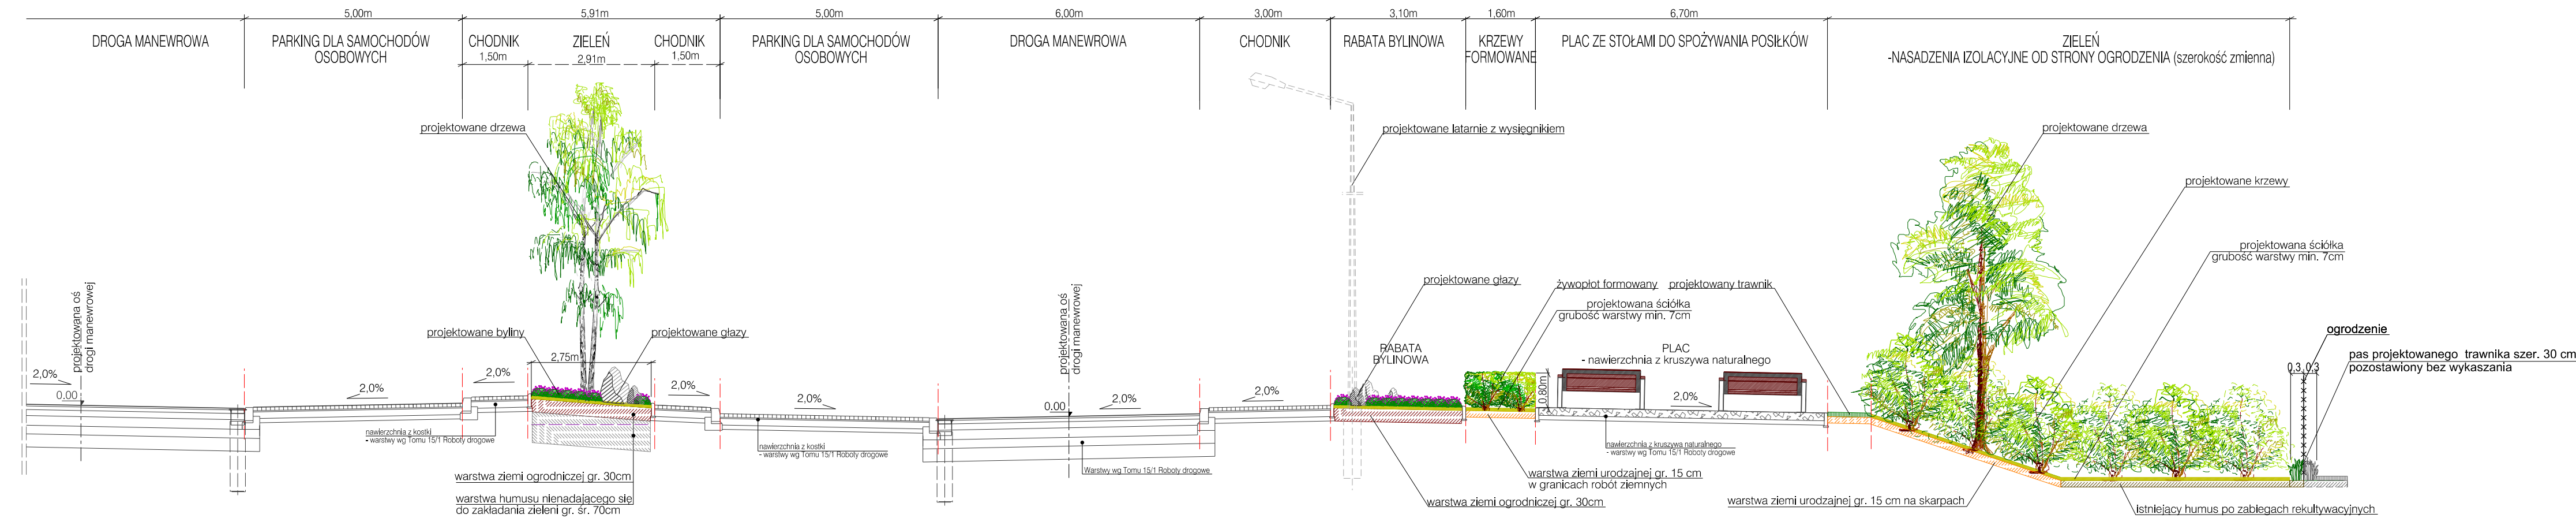 5,00m
5,91m
5,00m
6,00m
3,00m
3,10m
1,60m
6,70m
DROGA MANEWROWA
PARKING DLA SAMOCHODÓW
OSOBOWYCH
CHODNIK
1,50m
ZIELEŃ
2,91m
CHODNIK
1,50m
PARKING DLA SAMOCHODÓW
OSOBOWYCH
DROGA MANEWROWA
CHODNIK
RABATA BYLINOWA
KRZEWY
FORMOWANE
PLAC ZE STOŁAMI DO SPOŻYWANIA POSIŁKÓW
ZIELEŃ
-NASADZENIA IZOLACYJNE OD STRONY OGRODZENIA (szerokość zmienna)
projektowane drzewa
projektowane latarnie z wysięgnikiem
projektowane drzewa
projektowane krzewy
projektowana ściółka
grubość warstwy min. 7cm
projektowana oś
drogi manewrowej
projektowane byliny
projektowane głazy
2,75m
projektowana oś
drogi manewrowej
projektowane głazy
żywopłot formowany
projektowany trawnik
projektowana ściółka
grubość warstwy min. 7cm
RABATA
BYLINOWA
PLAC
- nawierzchnia z kruszywa naturalnego
ogrodzenie
pas projektowanego trawnika szer. 30 cm
pozostawiony bez wykaszania
0,3
0,3
2,0%
0,00
2,0%
2,0%
2,0%
2,0%
0,00
2,0%
2,0%
0,80m
2,0%
nawierzchnia z kostki
- warstwy wg Tomu 15/1 Roboty drogowe
nawierzchnia z kostki
- warstwy wg Tomu 15/1 Roboty drogowe
Warstwy wg Tomu 15/1 Roboty drogowe
nawierzchnia z kruszywa naturalnego
- warstwy wg Tomu 15/1 Roboty drogowe
warstwa ziemi ogrodniczej gr. 30cm
warstwa humusu nienadającego się
do zakładania zieleni gr. śr. 70cm
warstwa ziemi urodzajnej gr. 15 cm
w granicach robót ziemnych
warstwa ziemi ogrodniczej gr. 30cm
warstwa ziemi urodzajnej gr. 15 cm na skarpach
istniejący humus po zabiegach rekultywacyjnych